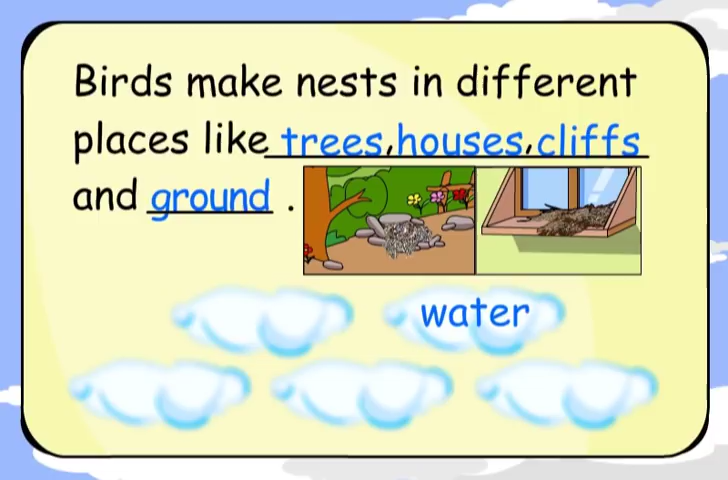 Birds make nests in different
places like trees,houses,cliffs
and ground .
water